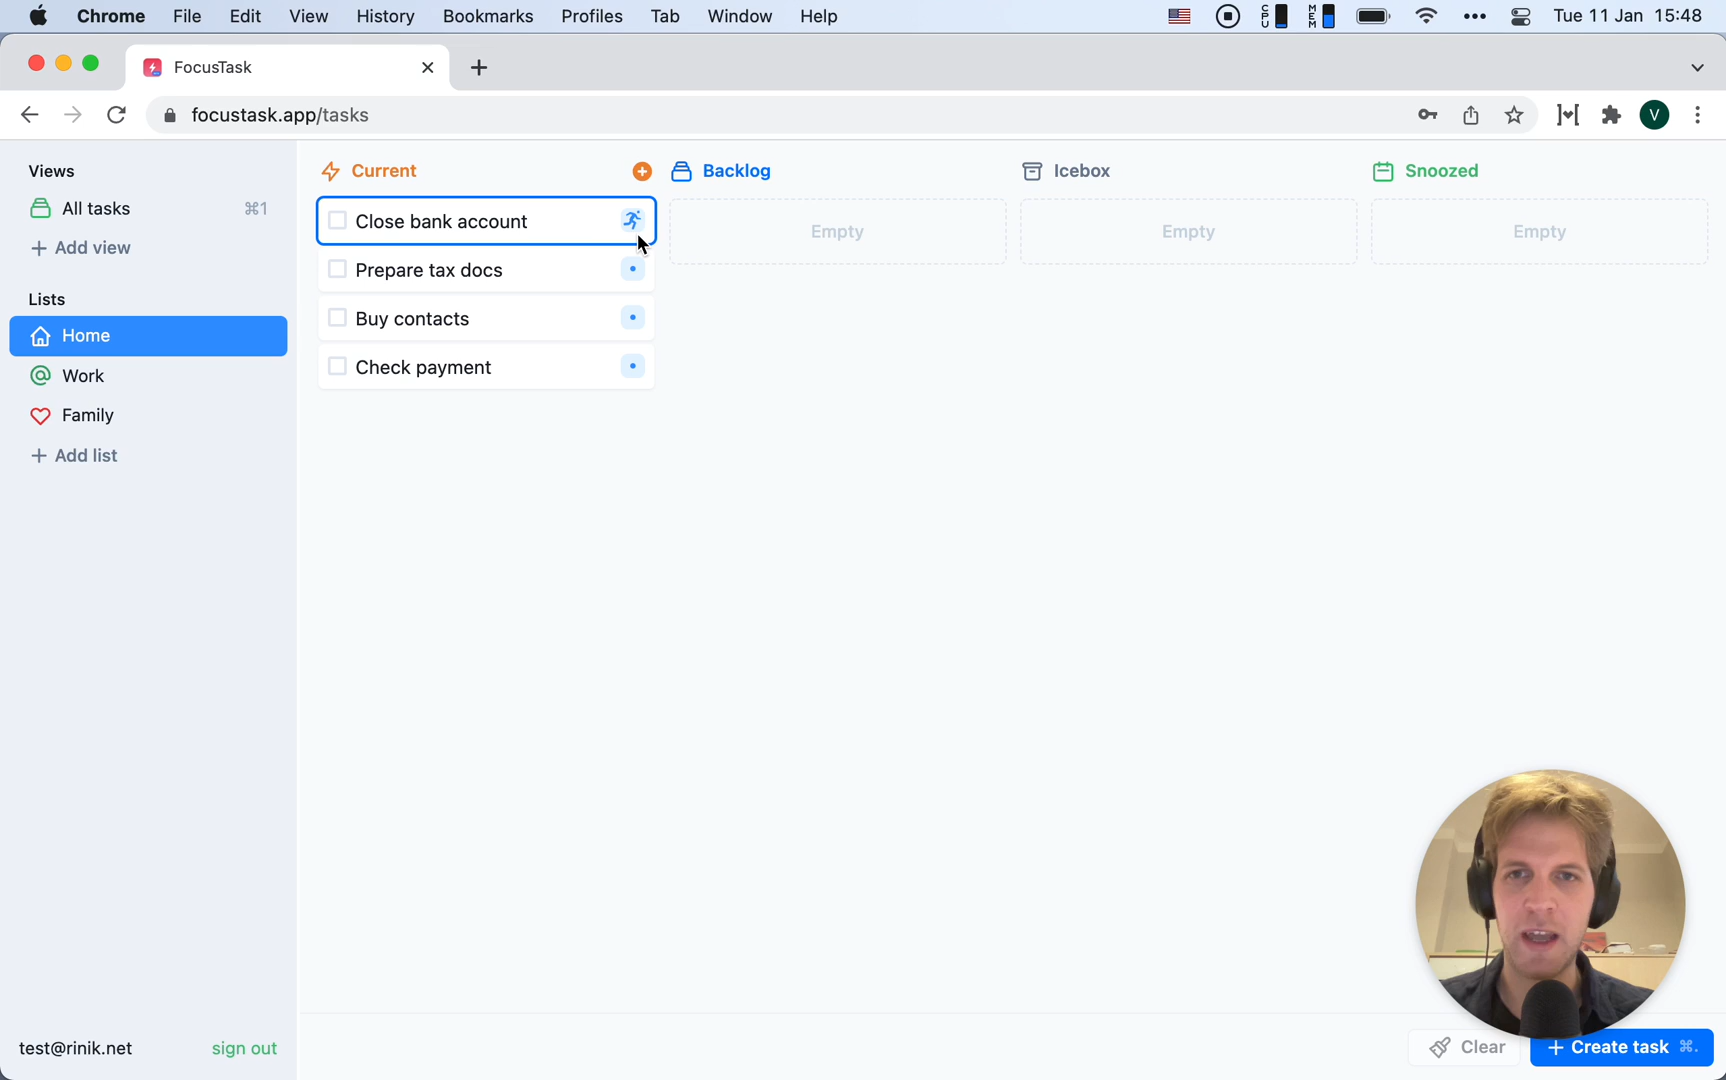 Chrome File Edit View History Bookmarks Profiles Tab Window Help CPU MEM Tue 11 Jan 15:48
FocusTask
focustask.app/tasks V
Views
All tasks ⌘1
+ Add view
Lists
Home
Work
Family
+ Add list
Current
Close bank account
Prepare tax docs
Buy contacts
Check payment
Backlog
Empty
Icebox
Empty
Snoozed
Empty
test@rinik.net sign out
Clear
+ Create task ⌘.